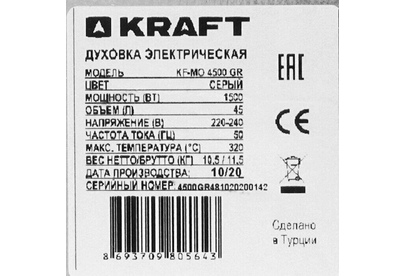 KRAFT
ДУХОВКА ЭЛЕКТРИЧЕСКАЯ
МОДЕЛЬ KF-MO 4500 GR
ЦВЕТ СЕРЫЙ
МОЩНОСТЬ (ВТ) 1500
ОБЪЕМ (Л) 45
НАПРЯЖЕНИЕ (В) 220-240
ЧАСТОТА ТОКА (ГЦ) 50
МАКС. ТЕМПЕРАТУРА (°C) 320
ВЕС НЕТТО/БРУТТО (КГ) 10,5 / 11,5
ДАТА ПРОИЗВОДСТВА: 10/20
СЕРИЙНЫЙ НОМЕР: 4500GR481020200142
EAC
CE
Сделано
в Турции
8 693709 805643